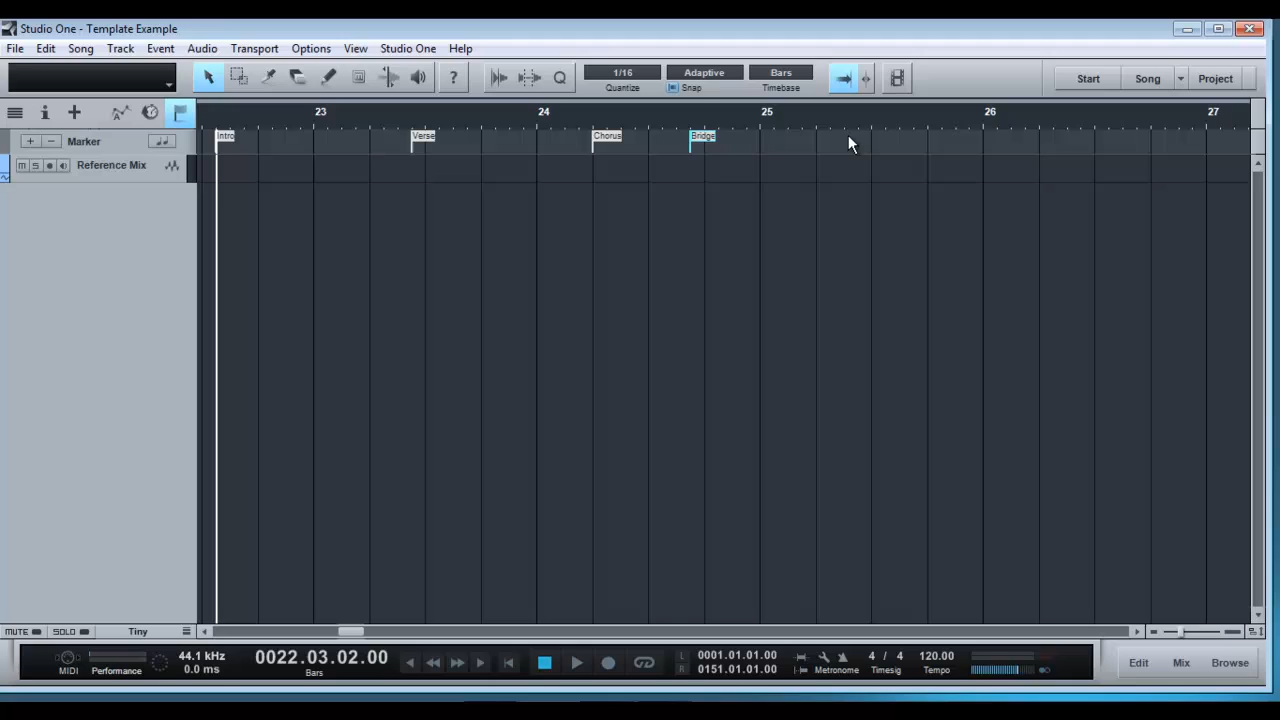 Studio One - Template Example
File Edit Song Track Event Audio Transport Options View Studio One Help
1/16 Adaptive Bars
Quantize Snap Timebase
? Q
Start Song Project
23 24 25 26 27
+ - Marker
Intro Verse Chorus Bridge
M S Reference Mix
MUTE SOLO Tiny
MIDI Performance
44.1 kHz
0.0 ms
0022.03.02.00
Bars
L 0001.01.01.00
R 0151.01.01.00
Metronome
4 / 4
Timesig
120.00
Tempo
Edit Mix Browse